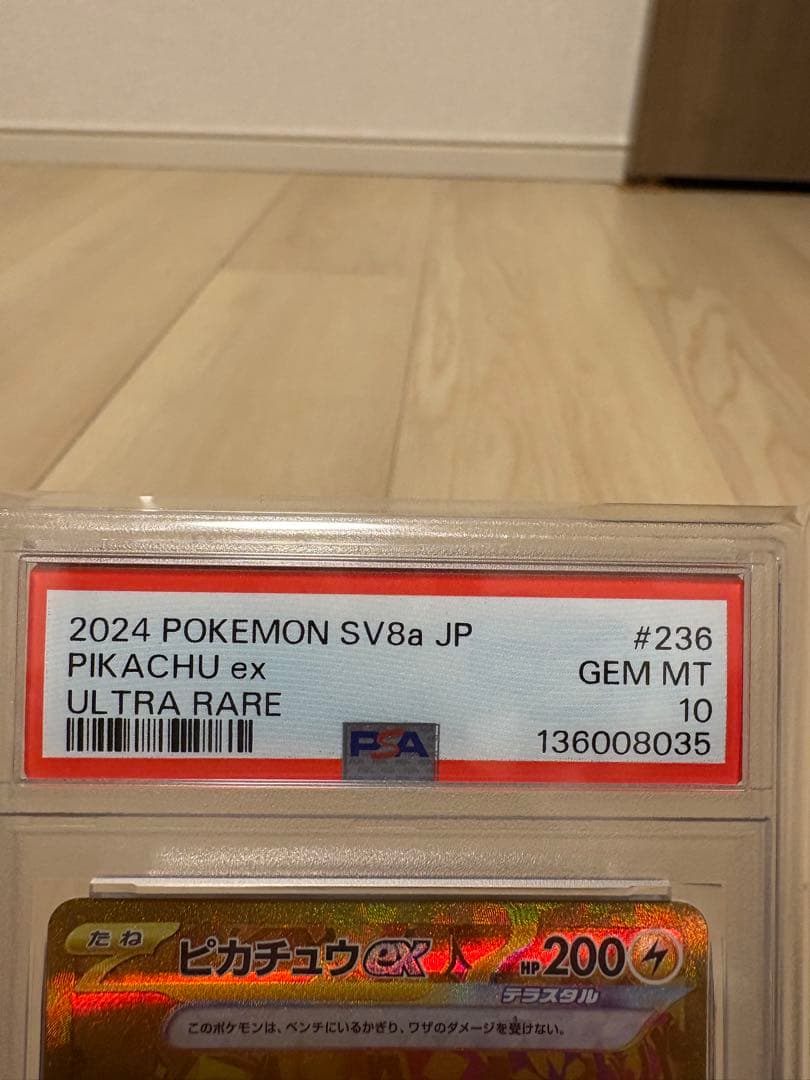 2024 POKEMON SV8a JP #236
PIKACHU ex GEM MT
ULTRA RARE 10
PSA 136008035
たね ピカチュウex HP200
テラスタル
このポケモンは、ベンチにいるかぎり、ワザのダメージを受けない。